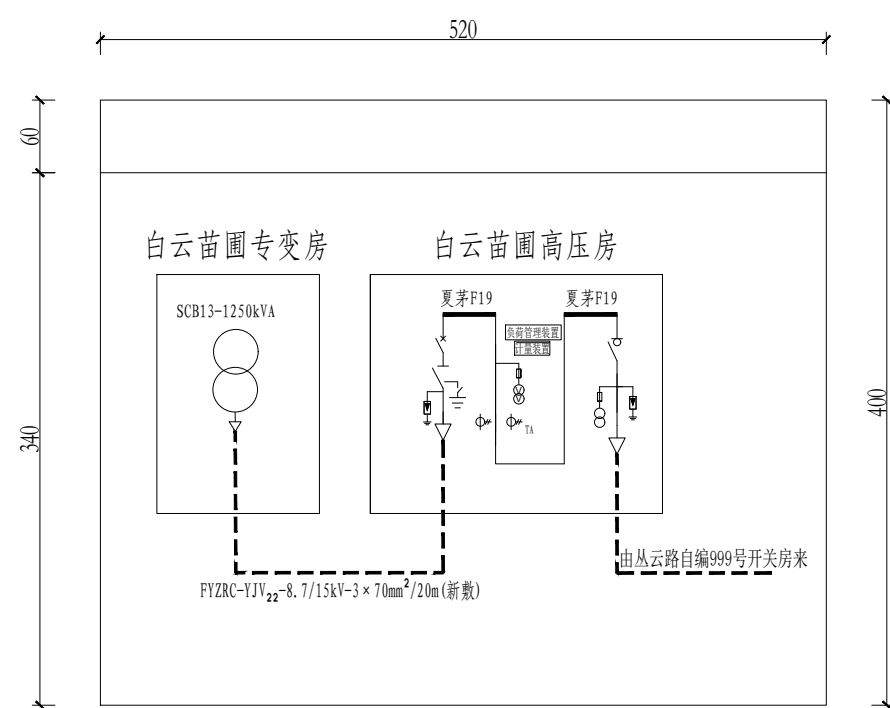 520
60
白云苗圃专变房
白云苗圃高压房
SCB13-1250kVA
夏茅F19
夏茅F19
负荷管理装置
计量装置
TA
400
340
由丛云路自编999号开关房来
FYZRC-YJV22-8.7/15kV-3×70mm²/20m(新敷)